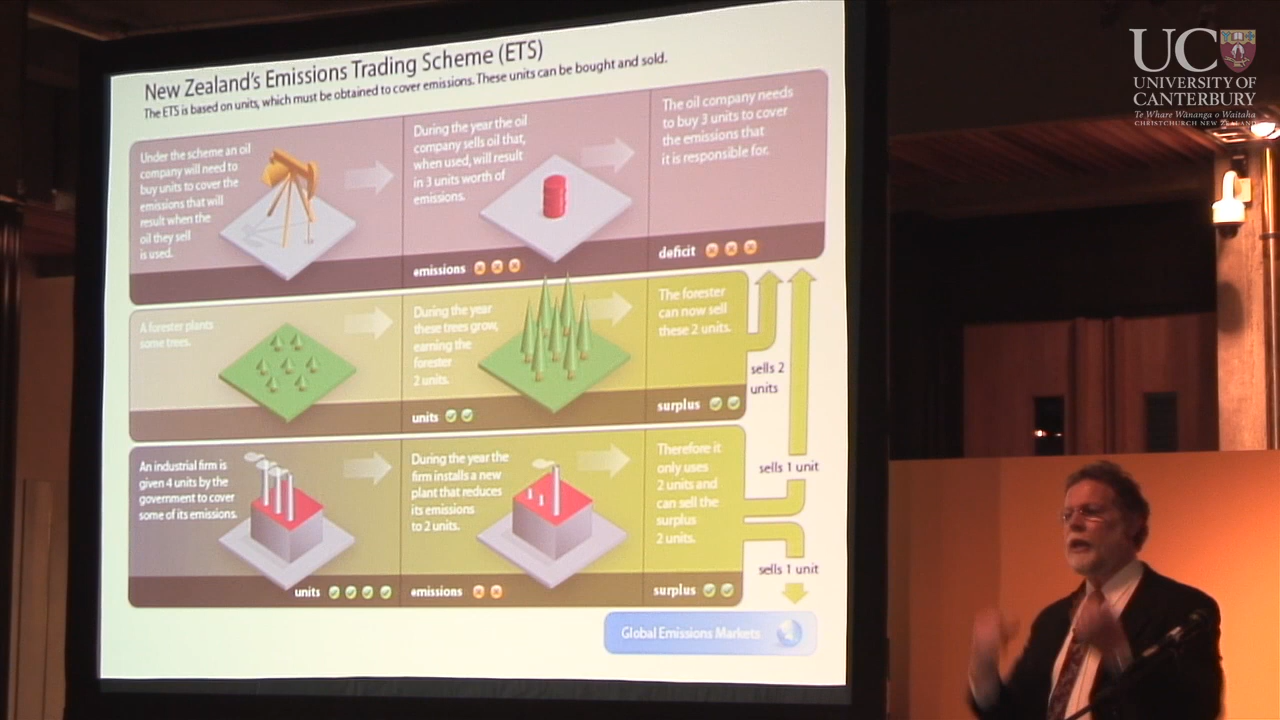 New Zealand's Emissions Trading Scheme (ETS)
The ETS is based on units, which must be obtained to cover emissions. These units can be bought and sold.
Under the scheme an oil
company will need to
buy units to cover the
emissions that will
result when the
oil they sell
is used.
During the year the oil
company sells oil that,
when used, will result
in 3 units worth of
emissions.
emissions
The oil company needs
to buy 3 units to cover
the emissions that
it is responsible for.
deficit
A forester plants
some trees.
During the year
these trees grow,
earning the
forester
2 units.
units
The forester
can now sell
these 2 units.
surplus
sells 2
units
An industrial firm is
given 4 units by the
government to cover
some of its emissions.
units
During the year the
firm installs a new
plant that reduces
its emissions
to 2 units.
emissions
Therefore it
only uses
2 units and
can sell the
surplus
2 units.
surplus
sells 1 unit
sells 1 unit
Global Emissions Markets
UC
UNIVERSITY OF
CANTERBURY
Te Whare Wānanga o Waitaha
CHRISTCHURCH NEW ZEALAND